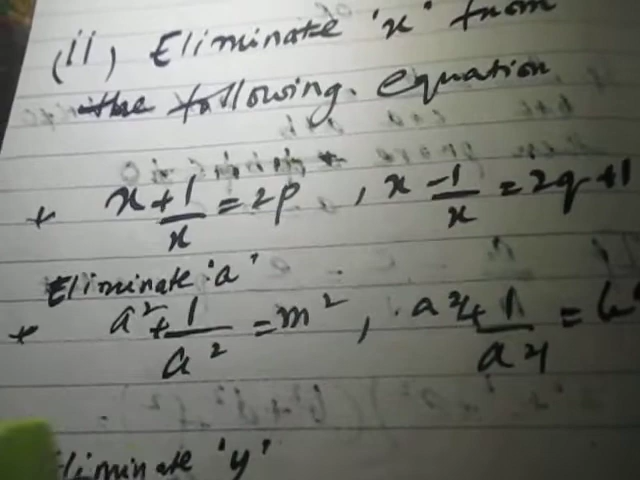 (ii) Eliminate 'x' from
the following. equation
* x + 1/x = 2p , x - 1/x = 2q + 1
Eliminate 'a'
* a² + 1/a² = m² , a⁴ + 1/a⁴ =
Eliminate 'y'